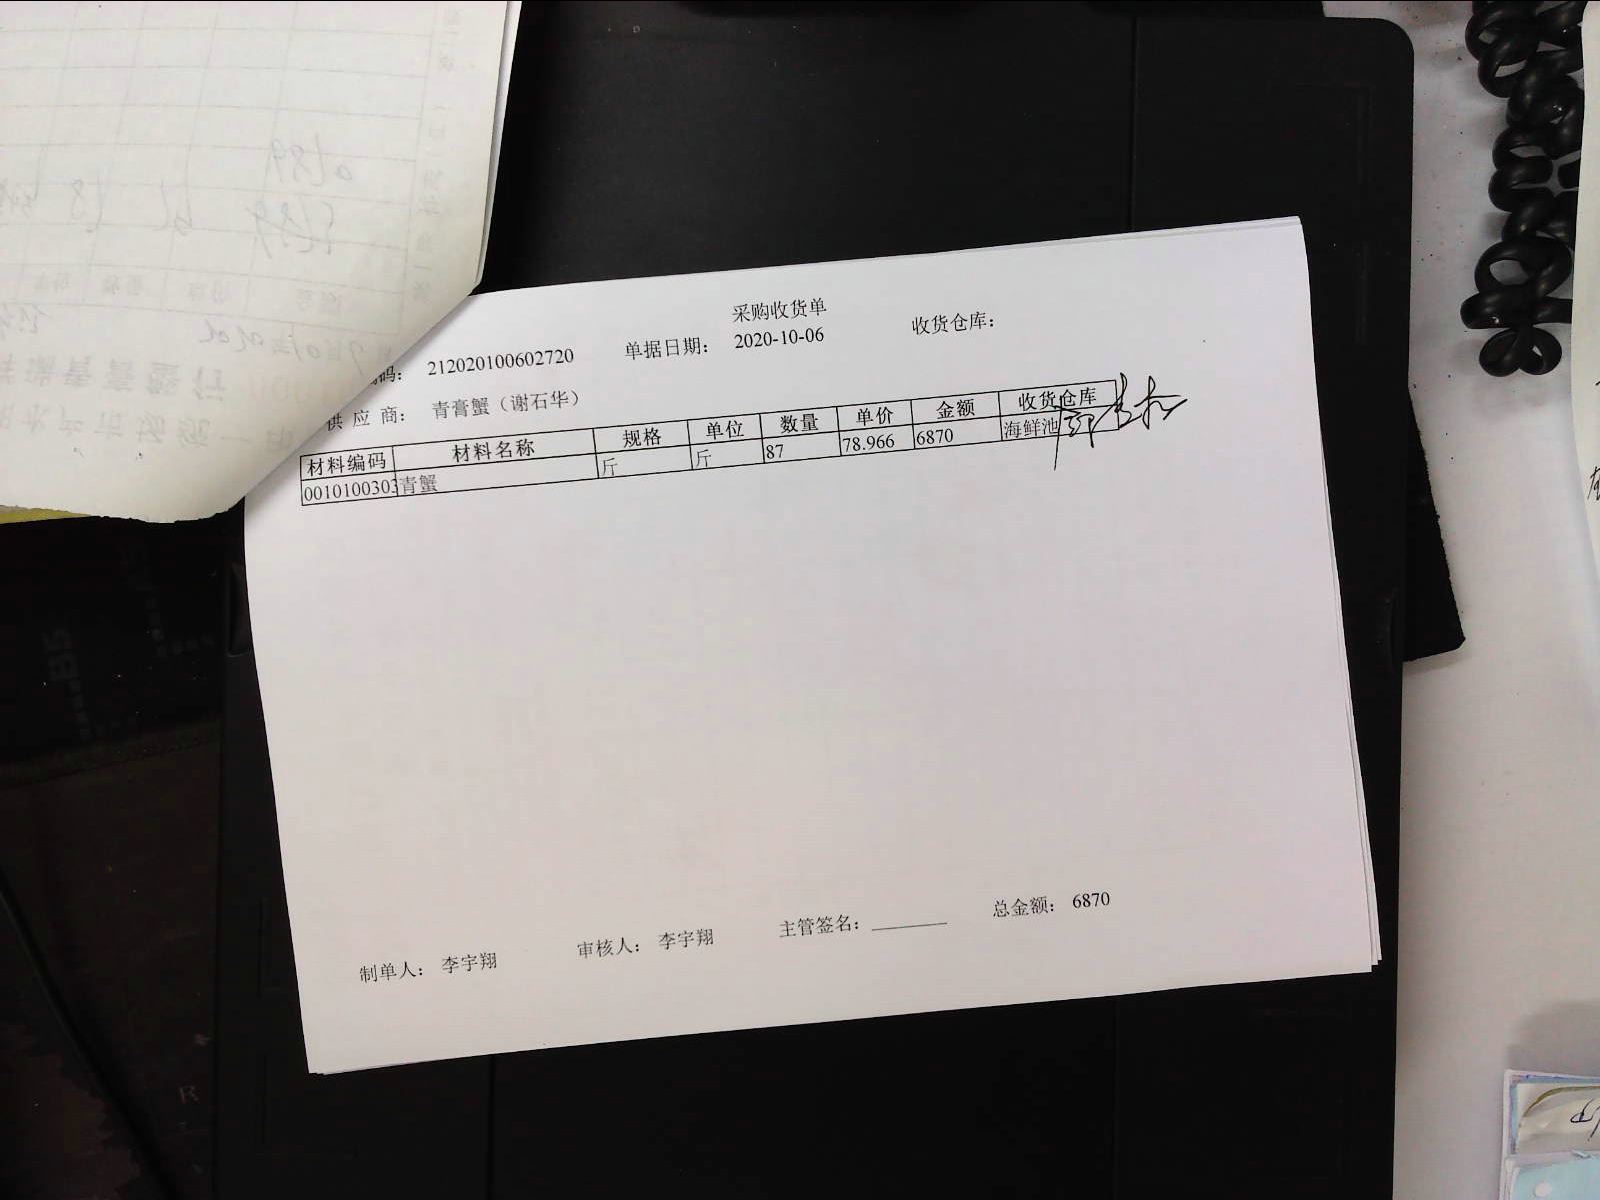 采购收货单
码： 212020100602720 单据日期： 2020-10-06 收货仓库：
供 应 商： 青膏蟹（谢石华）
材料编码 材料名称 规格 单位 数量 单价 金额 收货仓库
0010100303 青蟹 斤 斤 87 78.966 6870 海鲜池
制单人： 李宇翔 审核人： 李宇翔 主管签名： 总金额： 6870